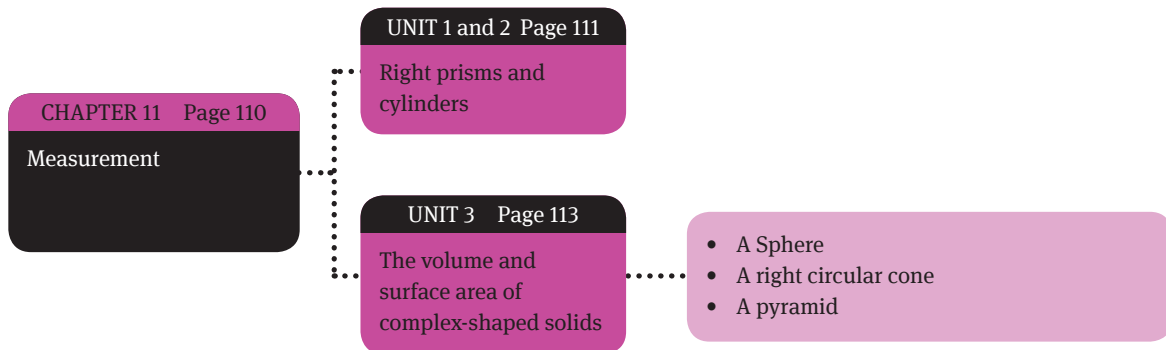 CHAPTER 11 Page 110
Measurement
UNIT 1 and 2 Page 111
Right prisms and
cylinders
UNIT 3 Page 113
The volume and
surface area of
complex-shaped solids
• A Sphere
• A right circular cone
• A pyramid